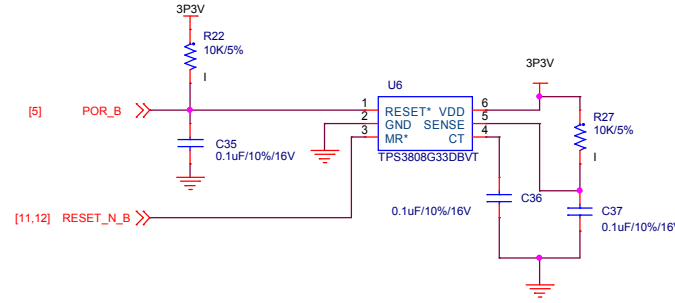 3P3V
R22
10K/5%
I
U6
3P3V
[5] POR_B
1 RESET* VDD 6
2 GND SENSE 5
3 MR* CT 4
TPS3808G33DBVT
R27
10K/5%
I
C35
0.1uF/10%/16V
C36
0.1uF/10%/16V
C37
0.1uF/10%/16V
[11,12] RESET_N_B